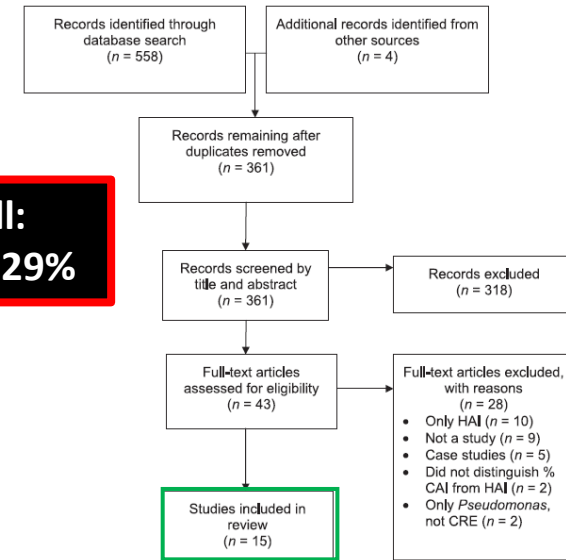 Records identified through
database search
(n = 558)
Additional records identified from
other sources
(n = 4)
Records remaining after
duplicates removed
(n = 361)
ll:
29%
Records screened by
title and abstract
(n = 361)
Records excluded
(n = 318)
Full-text articles
assessed for eligibility
(n = 43)
Full-text articles excluded,
with reasons
(n = 28)
• Only HAI (n = 10)
• Not a study (n = 9)
• Case studies (n = 5)
• Did not distinguish %
CAI from HAI (n = 2)
• Only Pseudomonas,
not CRE (n = 2)
Studies included in
review
(n = 15)